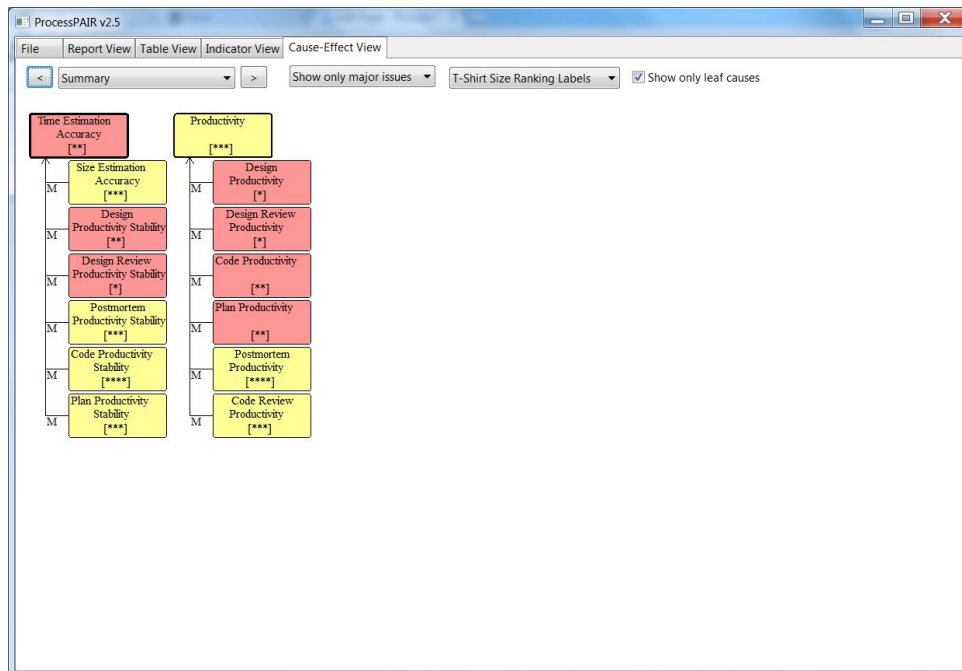 ProcessPAIR v2.5
File Report View Table View Indicator View Cause-Effect View
< Summary > Show only major issues T-Shirt Size Ranking Labels Show only leaf causes
Time Estimation
Accuracy
[**]
M
Size Estimation
Accuracy
[***]
M
Design
Productivity Stability
[**]
M
Design Review
Productivity Stability
[*]
M
Postmortem
Productivity Stability
[***]
M
Code Productivity
Stability
[****]
M
Plan Productivity
Stability
[***]
Productivity
[***]
M
Design
Productivity
[*]
M
Design Review
Productivity
[*]
M
Code Productivity
[**]
M
Plan Productivity
[**]
M
Postmortem
Productivity
[****]
M
Code Review
Productivity
[***]